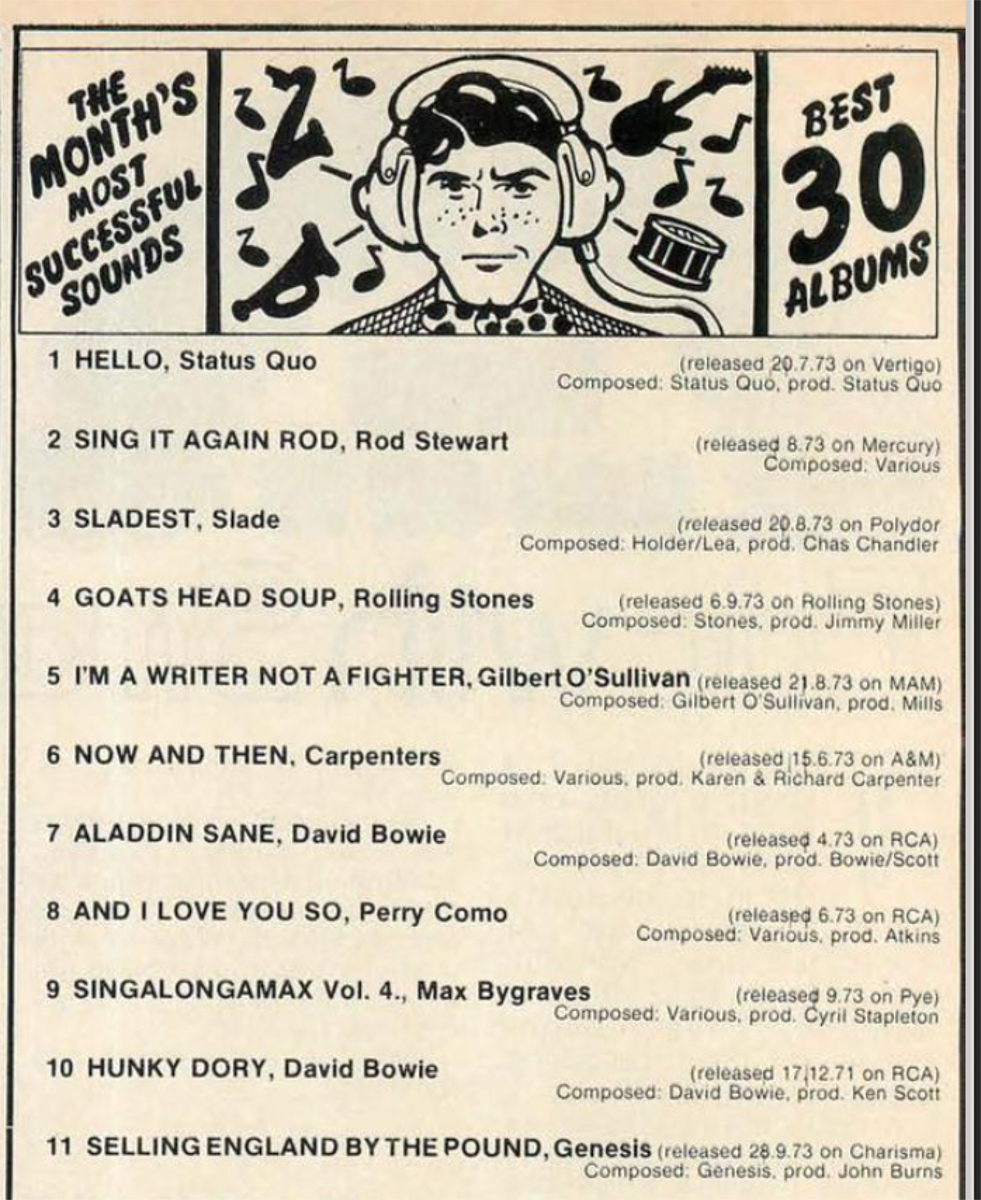 THE
MONTH'S
MOST
SUCCESSFUL
SOUNDS
BEST
30
ALBUMS
1 HELLO, Status Quo (released 20.7.73 on Vertigo)
Composed: Status Quo, prod. Status Quo
2 SING IT AGAIN ROD, Rod Stewart (released 8.73 on Mercury)
Composed: Various
3 SLADEST, Slade (released 20.8.73 on Polydor
Composed: Holder/Lea, prod. Chas Chandler
4 GOATS HEAD SOUP, Rolling Stones (released 6.9.73 on Rolling Stones)
Composed: Stones, prod. Jimmy Miller
5 I'M A WRITER NOT A FIGHTER, Gilbert O'Sullivan (released 21.8.73 on MAM)
Composed: Gilbert O'Sullivan, prod. Mills
6 NOW AND THEN, Carpenters (released 15.6.73 on A&M)
Composed: Various, prod. Karen & Richard Carpenter
7 ALADDIN SANE, David Bowie (released 4.73 on RCA)
Composed: David Bowie, prod. Bowie/Scott
8 AND I LOVE YOU SO, Perry Como (released 6.73 on RCA)
Composed: Various, prod. Atkins
9 SINGALONGAMAX Vol. 4., Max Bygraves (released 9.73 on Pye)
Composed: Various, prod. Cyril Stapleton
10 HUNKY DORY, David Bowie (released 17.12.71 on RCA)
Composed: David Bowie, prod. Ken Scott
11 SELLING ENGLAND BY THE POUND, Genesis (released 28.9.73 on Charisma)
Composed: Genesis, prod. John Burns